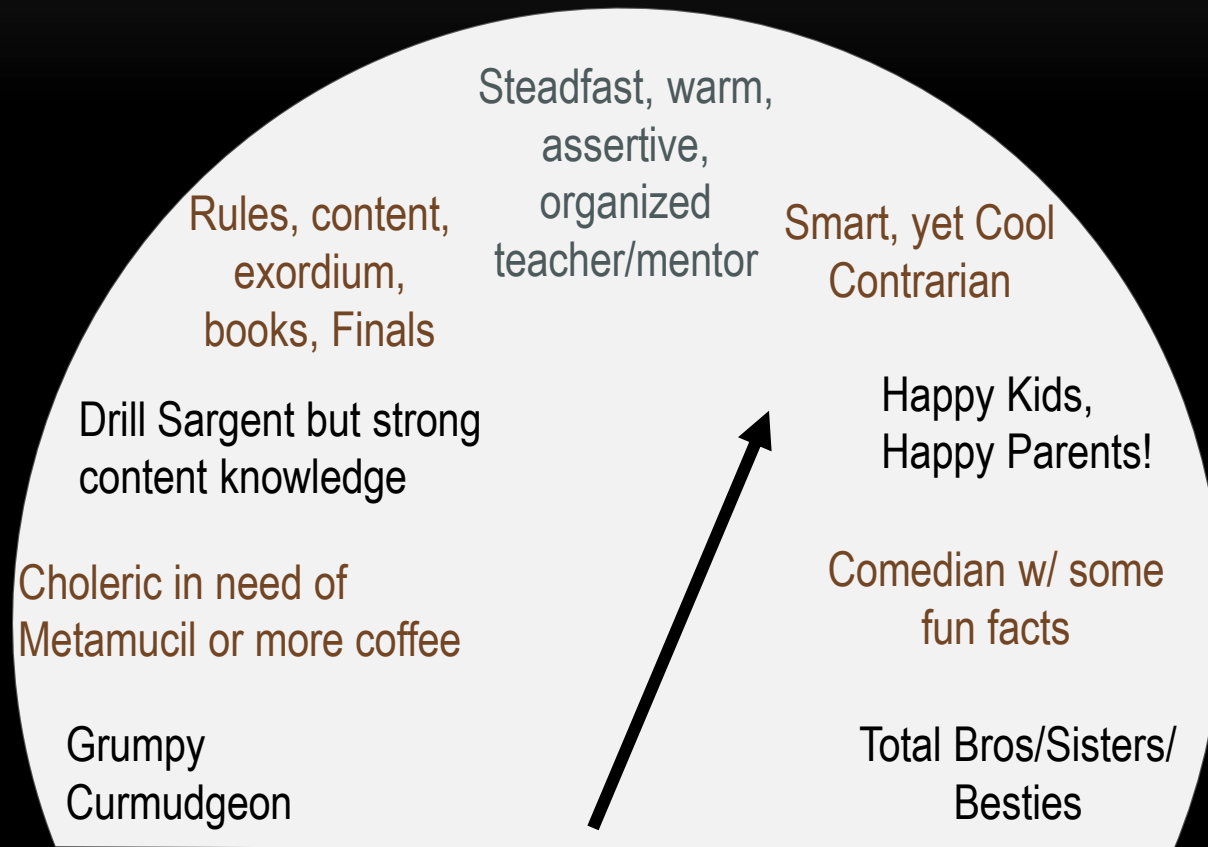 Steadfast, warm,
assertive,
organized
teacher/mentor
Rules, content,
exordium,
books, Finals
Smart, yet Cool
Contrarian
Drill Sargent but strong
content knowledge
Happy Kids,
Happy Parents!
Choleric in need of
Metamucil or more coffee
Comedian w/ some
fun facts
Grumpy
Curmudgeon
Total Bros/Sisters/
Besties